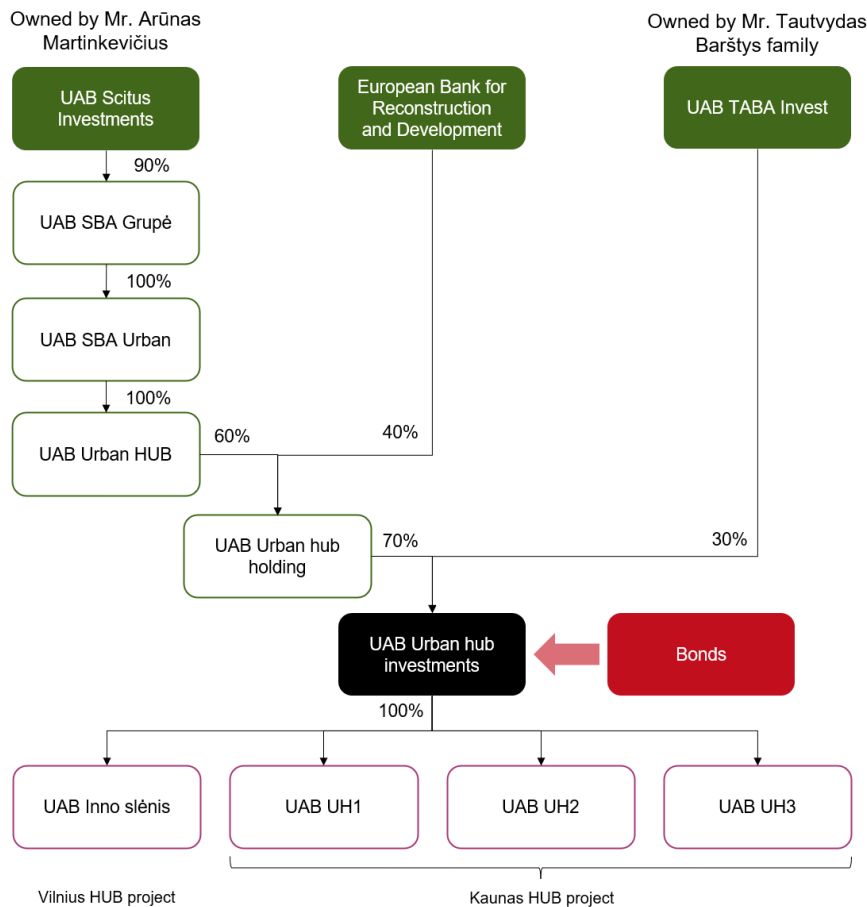 Owned by Mr. Arūnas
Martinkevičius
Owned by Mr. Tautvydas
Barštys family
UAB Scitus
Investments
European Bank for
Reconstruction
and Development
UAB TABA Invest
90%
UAB SBA Grupė
100%
UAB SBA Urban
100%
UAB Urban HUB
60%
40%
UAB Urban hub
holding
70%
30%
UAB Urban hub
investments
Bonds
100%
UAB Inno slėnis
UAB UH1
UAB UH2
UAB UH3
Vilnius HUB project
Kaunas HUB project